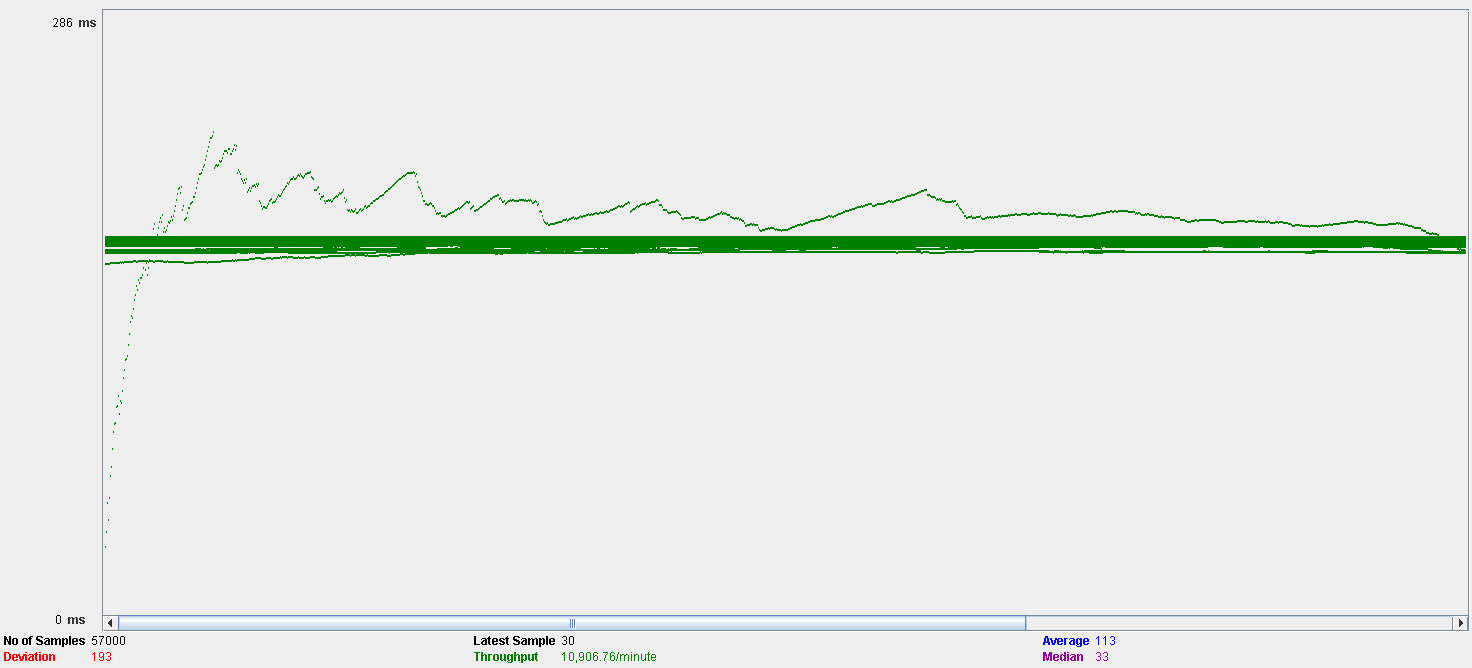 286 ms
0 ms
No of Samples 57000 Latest Sample 30 Average 113
Deviation 193 Throughput 10,906.76/minute Median 33